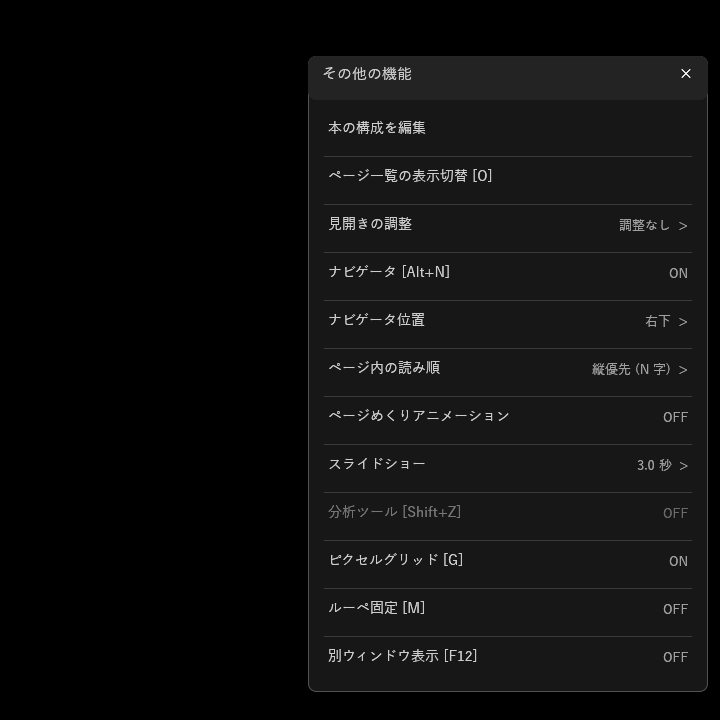 その他の機能 ×
本の構成を編集
ページ一覧の表示切替 [O]
見開きの調整 調整なし >
ナビゲータ [Alt+N] ON
ナビゲータ位置 右下 >
ページ内の読み順 縦優先 (N 字) >
ページめくりアニメーション OFF
スライドショー 3.0 秒 >
分析ツール [Shift+Z] OFF
ピクセルグリッド [G] ON
ルーペ固定 [M] OFF
別ウィンドウ表示 [F12] OFF